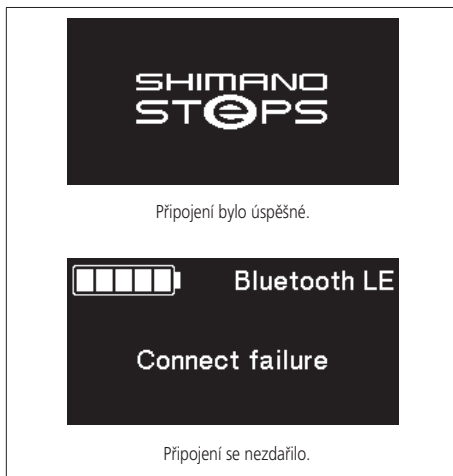 SHIMANO
STePS
Připojení bylo úspěšné.
Bluetooth LE
Connect failure
Připojení se nezdařilo.